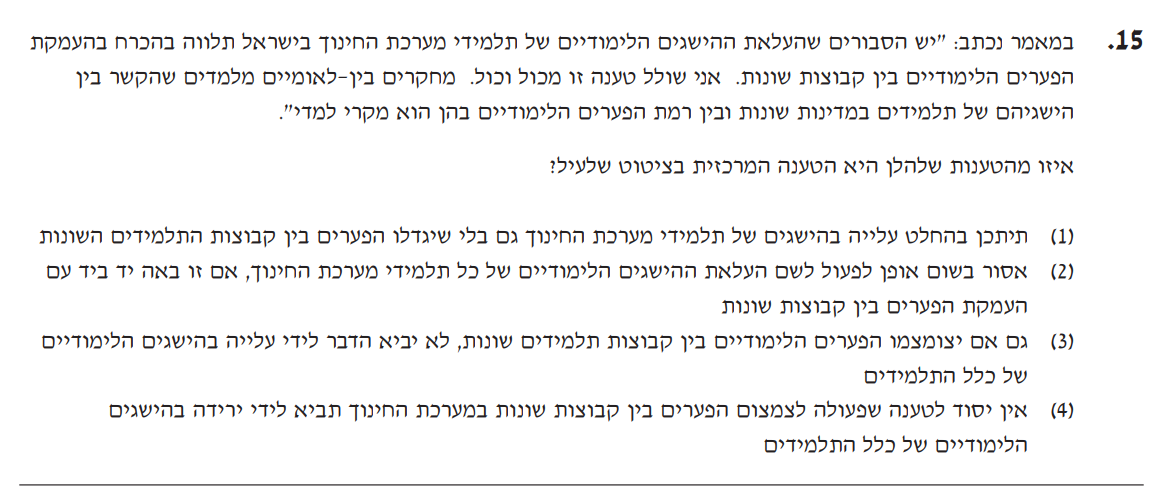 15. במאמר נכתב: "יש הסבורים שהעלאת ההישגים הלימודיים של תלמידי מערכת החינוך בישראל תלווה בהכרח בהעמקת
הפערים הלימודיים בין קבוצות שונות. אני שולל טענה זו מכול וכול. מחקרים בין-לאומיים מלמדים שהקשר בין
הישגיהם של תלמידים במדינות שונות ובין רמת הפערים הלימודיים בהן הוא מקרי למדי".
איזו מהטענות שלהלן היא הטענה המרכזית בציטוט שלעיל?
(1) תיתכן בהחלט עלייה בהישגים של תלמידי מערכת החינוך גם בלי שיגדלו הפערים בין קבוצות התלמידים השונות
(2) אסור בשום אופן לפעול לשם העלאת ההישגים הלימודיים של כל תלמידי מערכת החינוך, אם זו באה יד ביד עם
העמקת הפערים בין קבוצות שונות
(3) גם אם יצומצמו הפערים הלימודיים בין קבוצות תלמידים שונות, לא יביא הדבר לידי עלייה בהישגים הלימודיים
של כלל התלמידים
(4) אין יסוד לטענה שפעולה לצמצום הפערים בין קבוצות שונות במערכת החינוך תביא לידי ירידה בהישגים
הלימודיים של כלל התלמידים